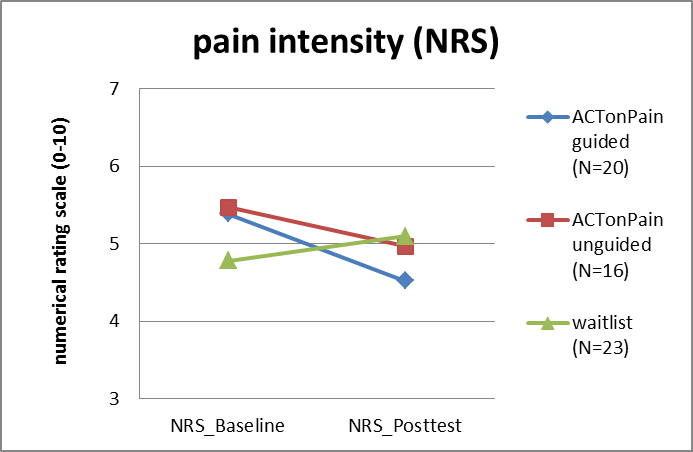 pain intensity (NRS)
numerical rating scale (0-10)
7
6
5
4
3
NRS_Baseline
NRS_Posttest
ACTonPain
guided
(N=20)
ACTonPain
unguided
(N=16)
waitlist
(N=23)